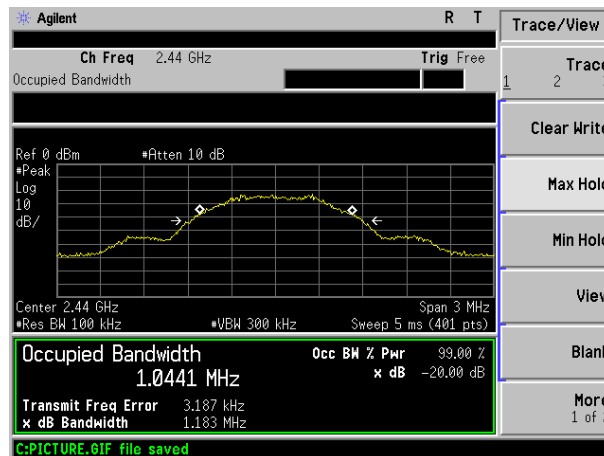 Agilent R T
Ch Freq 2.44 GHz Trig Free
Occupied Bandwidth
Ref 0 dBm #Atten 10 dB
#Peak
Log
10
dB/
Center 2.44 GHz Span 3 MHz
#Res BW 100 kHz #VBW 300 kHz Sweep 5 ms (401 pts)
Occupied Bandwidth
1.0441 MHz
Occ BW % Pwr 99.00 %
x dB -20.00 dB
Transmit Freq Error 3.187 kHz
x dB Bandwidth 1.183 MHz
C:PICTURE.GIF file saved
Trace/View
Trace
1 2
Clear Write
Max Hold
Min Hold
View
Blank
More
1 of